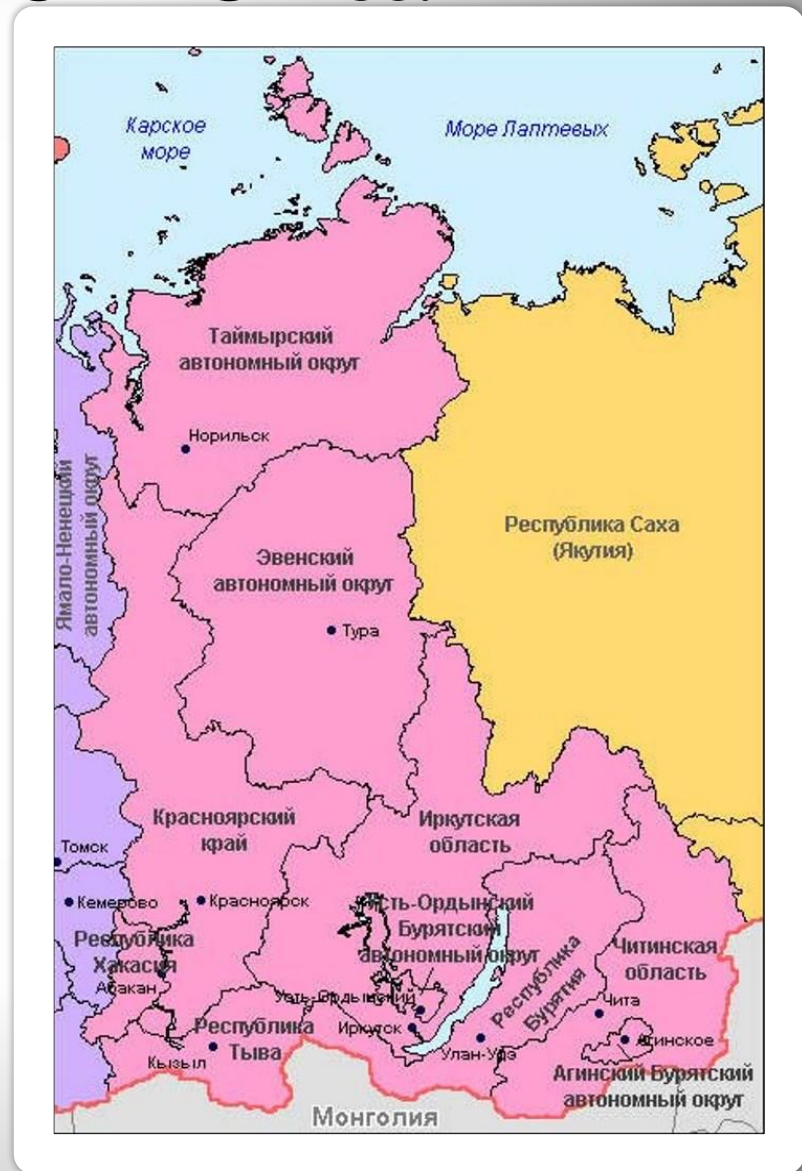 Карское
море
Море Лаптевых
Таймырский
автономный округ
Норильск
Ямало-Ненецкий
автономный округ
Республика Саха
(Якутия)
Эвенский
автономный округ
Тура
Красноярский
край
Иркутская
область
Томск
Кемерово
Красноярск
Усть-Ордынский
Бурятский
автономный округ
Республика
Хакасия
Абакан
Читинская
область
Республика
Бурятия
Усть-Ордынский
Чита
Республика
Тыва
Иркутск
Улан-Удэ
Агинское
Кызыл
Агинский Бурятский
автономный округ
Монголия